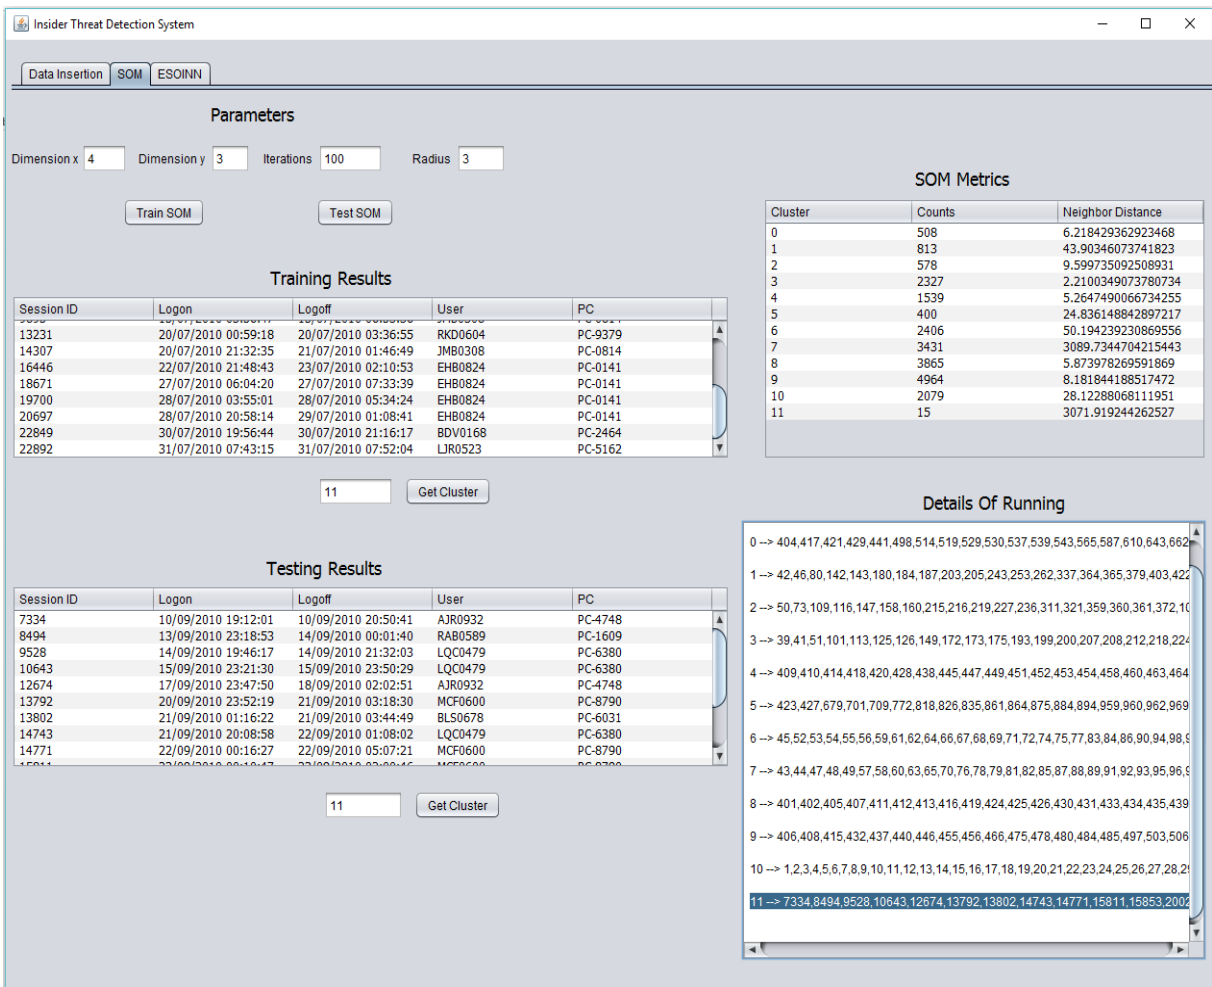 Insider Threat Detection System
Data Insertion SOM ESOINN
Parameters
Dimension x 4 Dimension y 3 Iterations 100 Radius 3
Train SOM Test SOM
Training Results
Session ID Logon Logoff User PC
13231 20/07/2010 00:59:18 20/07/2010 03:36:55 RKD0604 PC-9379
14307 20/07/2010 21:32:35 21/07/2010 01:46:49 JMB0308 PC-0814
16446 22/07/2010 21:48:43 23/07/2010 02:10:53 EHB0824 PC-0141
18671 27/07/2010 06:04:20 27/07/2010 07:33:39 EHB0824 PC-0141
19700 28/07/2010 03:55:01 28/07/2010 05:34:24 EHB0824 PC-0141
20697 28/07/2010 20:58:14 29/07/2010 01:08:41 EHB0824 PC-0141
22849 30/07/2010 19:56:44 30/07/2010 21:16:17 BDV0168 PC-2464
22892 31/07/2010 07:43:15 31/07/2010 07:52:04 LJR0523 PC-5162
11 Get Cluster
Testing Results
Session ID Logon Logoff User PC
7334 10/09/2010 19:12:01 10/09/2010 20:50:41 AJR0932 PC-4748
8494 13/09/2010 23:18:53 14/09/2010 00:01:40 RAB0589 PC-1609
9528 14/09/2010 19:46:17 14/09/2010 21:32:03 LQC0479 PC-6380
10643 15/09/2010 23:21:30 15/09/2010 23:50:29 LQC0479 PC-6380
12674 17/09/2010 23:47:50 18/09/2010 02:02:51 AJR0932 PC-4748
13792 20/09/2010 23:52:19 21/09/2010 03:18:30 MCF0600 PC-8790
13802 21/09/2010 01:16:22 21/09/2010 03:44:49 BLS0678 PC-6031
14743 21/09/2010 20:08:58 22/09/2010 01:08:02 LQC0479 PC-6380
14771 22/09/2010 00:16:27 22/09/2010 05:07:21 MCF0600 PC-8790
11 Get Cluster
SOM Metrics
Cluster Counts Neighbor Distance
0 508 6.218429362923468
1 813 43.90346073741823
2 578 9.599735092508931
3 2327 2.2100349073780734
4 1539 5.2647490066734255
5 400 24.836148842897217
6 2406 50.194239230869556
7 3431 3089.7344704215443
8 3865 5.873978269591869
9 4964 8.181844188517472
10 2079 28.12288068111951
11 15 3071.919244262527
Details Of Running
0 --> 404,417,421,429,441,498,514,519,529,530,537,539,543,565,587,610,643,662
1 --> 42,46,80,142,143,180,184,187,203,205,243,253,262,337,364,365,379,403,422
2 --> 50,73,109,116,147,158,160,215,216,219,227,236,311,321,359,360,361,372,10
3 --> 39,41,51,101,113,125,126,149,172,173,175,193,199,200,207,208,212,218,224
4 --> 409,410,414,418,420,428,438,445,447,449,451,452,453,454,458,460,463,464
5 --> 423,427,679,701,709,772,818,826,835,861,864,875,884,894,959,960,962,969
6 --> 45,52,53,54,55,56,59,61,62,64,66,67,68,69,71,72,74,75,77,83,84,86,90,94,98,9
7 --> 43,44,47,48,49,57,58,60,63,65,70,76,78,79,81,82,85,87,88,89,91,92,93,95,96,9
8 --> 401,402,405,407,411,412,413,416,419,424,425,426,430,431,433,434,435,439
9 --> 406,408,415,432,437,440,446,455,456,466,475,478,480,484,485,497,503,506
10 --> 1,2,3,4,5,6,7,8,9,10,11,12,13,14,15,16,17,18,19,20,21,22,23,24,25,26,27,28,2
11 --> 7334,8494,9528,10643,12674,13792,13802,14743,14771,15811,15853,2002